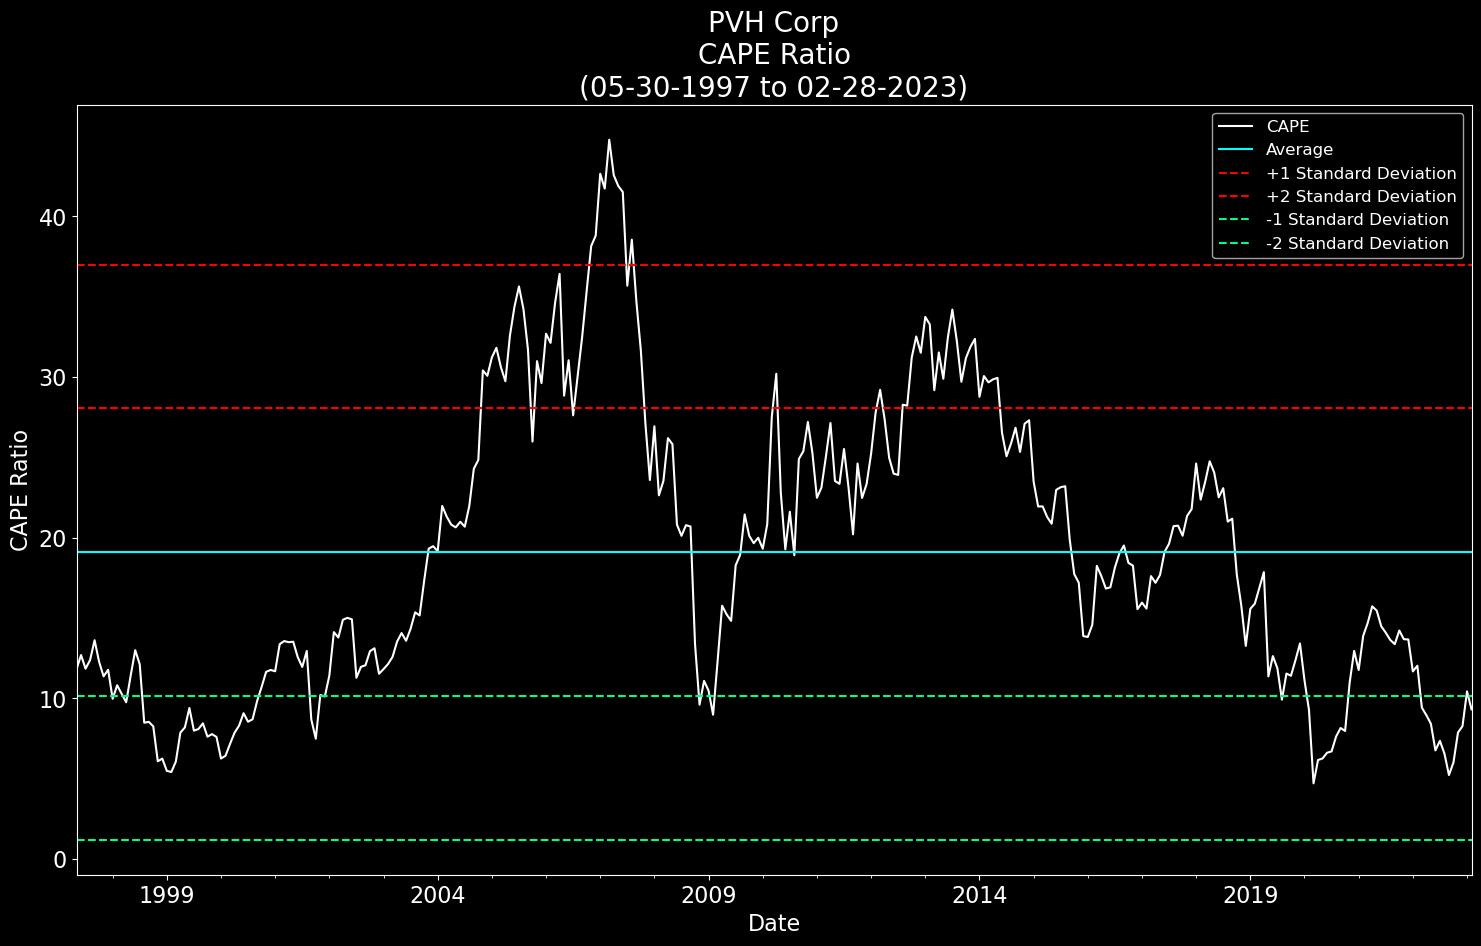 PVH Corp
CAPE Ratio
(05-30-1997 to 02-28-2023)
CAPE
Average
+1 Standard Deviation
+2 Standard Deviation
-1 Standard Deviation
-2 Standard Deviation
CAPE Ratio
40
30
20
10
0
1999 2004 2009 2014 2019
Date